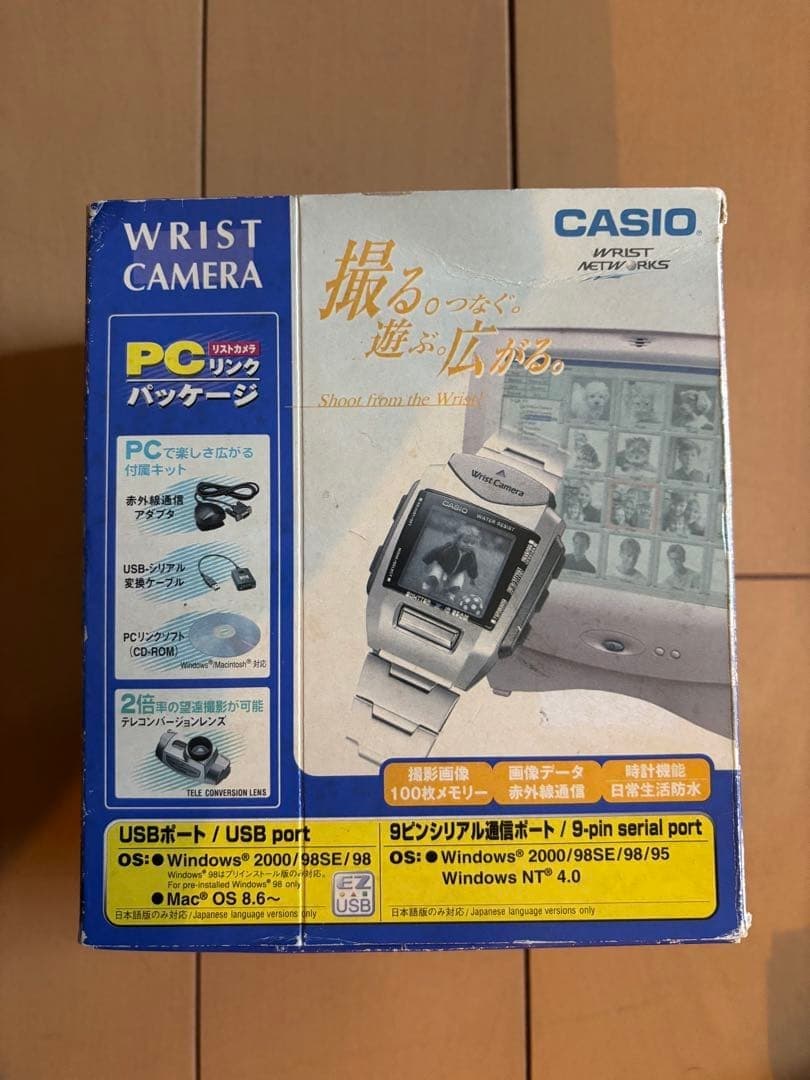 WRIST
CAMERA
PC リストカメラ
リンク
パッケージ
PCで楽しさ広がる
付属キット
赤外線通信
アダプタ
USB-シリアル
変換ケーブル
PCリンクソフト
(CD-ROM)
Windows®/Macintosh® 対応
2倍率の望遠撮影が可能
テレコンバージョンレンズ
TELE CONVERSION LENS
CASIO
WRIST
NETWORKS
撮る。つなぐ。
遊ぶ。広がる。
Shoot from the Wrist!
Wrist Camera
CASIO WATER RESIST
撮影画像
100枚メモリー
画像データ
赤外線通信
時計機能
日常生活防水
USBポート / USB port
OS:●Windows® 2000/98SE/98
Windows® 98はプリインストール版のみ対応。
For pre-installed Windows® 98 only
●Mac® OS 8.6~
日本語版のみ対応/Japanese language versions only
EZ
USB
9ピンシリアル通信ポート / 9-pin serial port
OS:●Windows® 2000/98SE/98/95
Windows NT® 4.0
日本語版のみ対応/Japanese language versions only